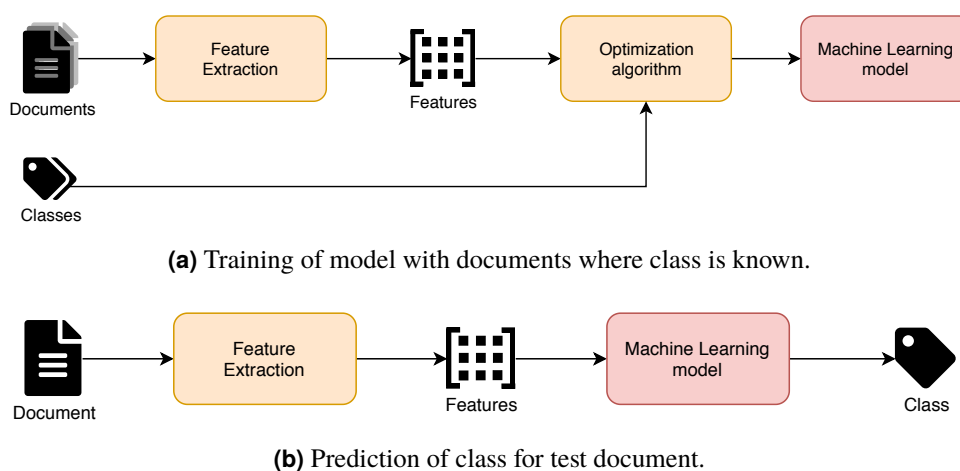 Documents
Feature
Extraction
Features
Optimization
algorithm
Machine Learning
model
Classes
(a) Training of model with documents where class is known.
Document
Feature
Extraction
Features
Machine Learning
model
Class
(b) Prediction of class for test document.